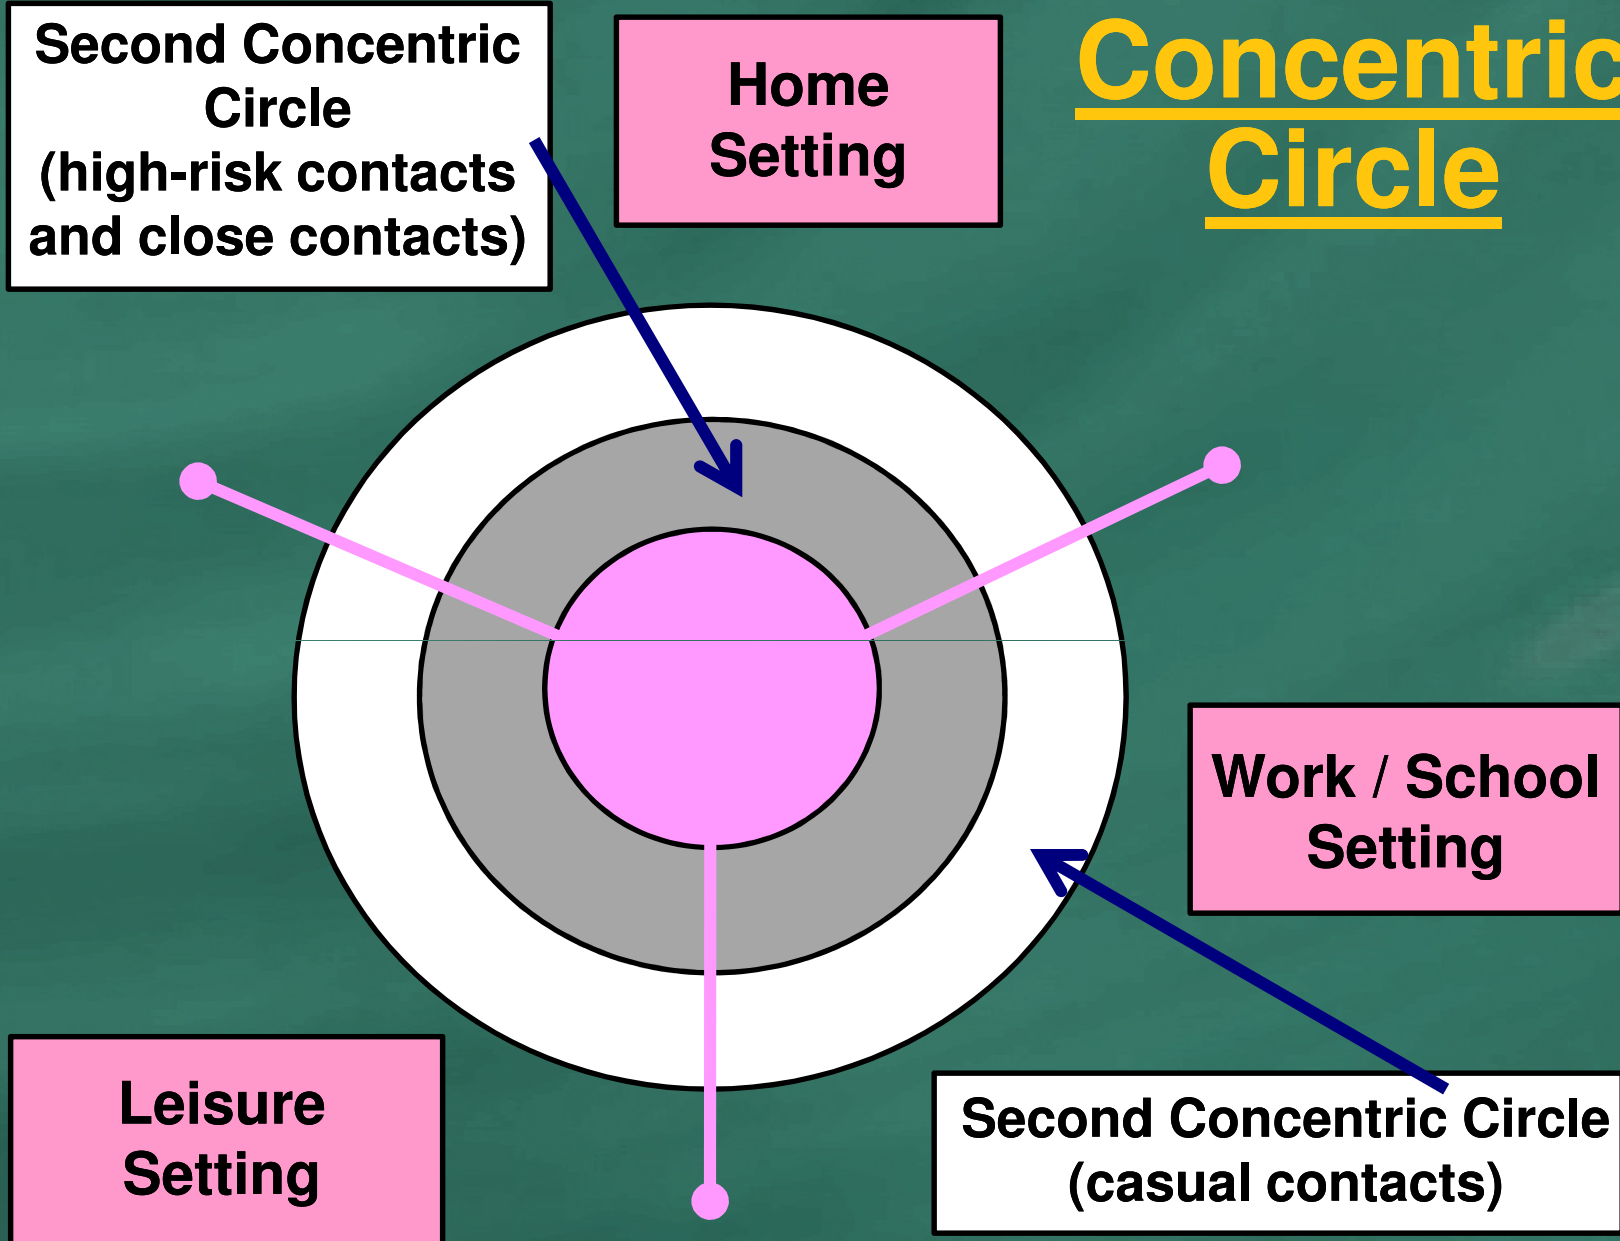 Second Concentric
Circle
(high-risk contacts
and close contacts)
Home
Setting
Concentric
Circle
Work / School
Setting
Leisure
Setting
Second Concentric Circle
(casual contacts)